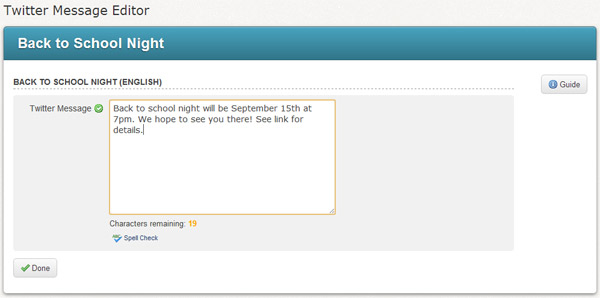 Twitter Message Editor
Back to School Night
BACK TO SCHOOL NIGHT (ENGLISH)
Guide
Twitter Message
Back to school night will be September 15th at
7pm. We hope to see you there! See link for
details.
Characters remaining: 19
ABC Spell Check
Done